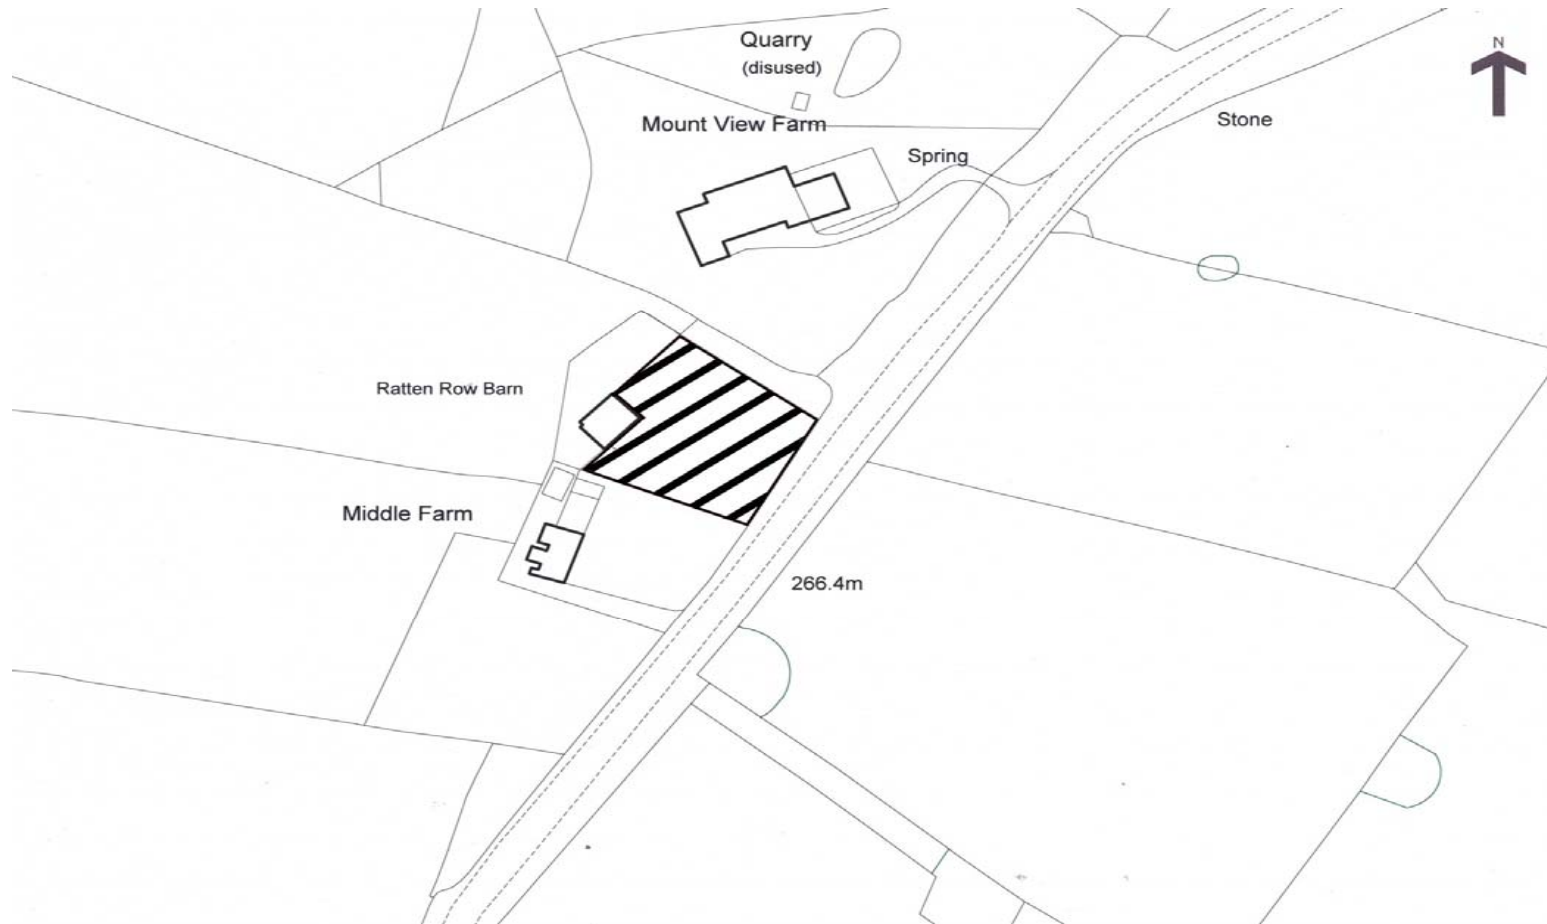 Quarry
(disused)
N
Mount View Farm
Stone
Spring
Ratten Row Barn
Middle Farm
266.4m